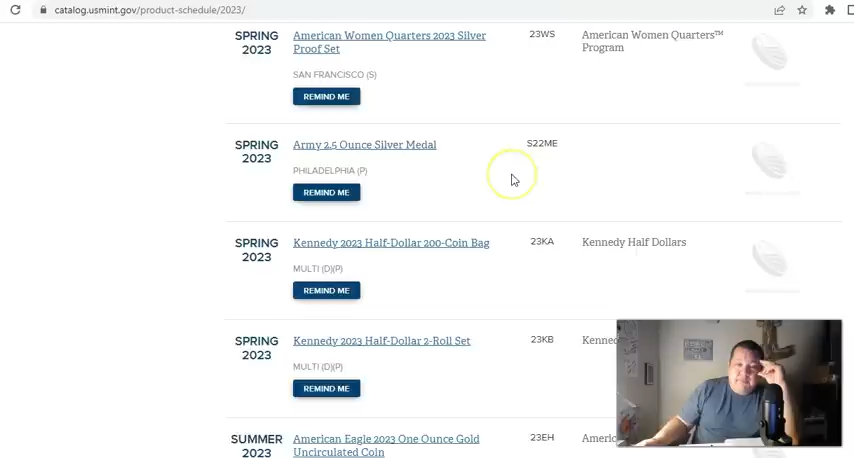 catalog.usmint.gov/product-schedule/2023/
SPRING
2023
American Women Quarters 2023 Silver
Proof Set
SAN FRANCISCO (S)
REMIND ME
23WS
American Women Quarters™
Program
SPRING
2023
Army 2.5 Ounce Silver Medal
PHILADELPHIA (P)
REMIND ME
S22ME
SPRING
2023
Kennedy 2023 Half-Dollar 200-Coin Bag
MULTI (D)(P)
REMIND ME
23KA
Kennedy Half Dollars
SPRING
2023
Kennedy 2023 Half-Dollar 2-Roll Set
MULTI (D)(P)
REMIND ME
23KB
Kenned
SUMMER
2023
American Eagle 2023 One Ounce Gold
Uncirculated Coin
23EH
Americ